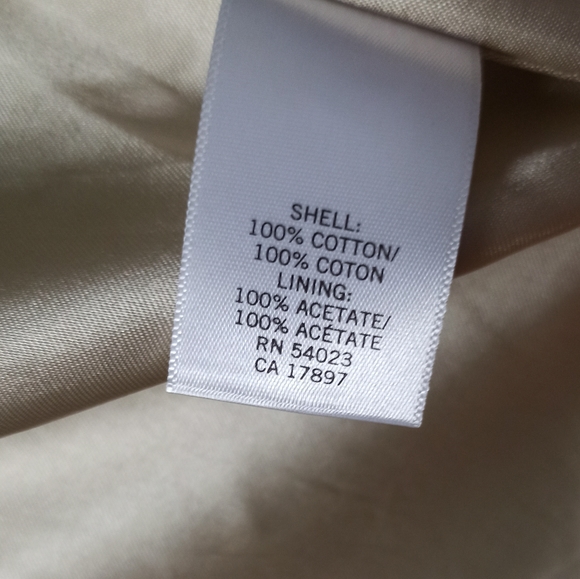 SHELL:
100% COTTON/
100% COTON
LINING:
100% ACETATE/
100% ACÉTATE
RN 54023
CA 17897